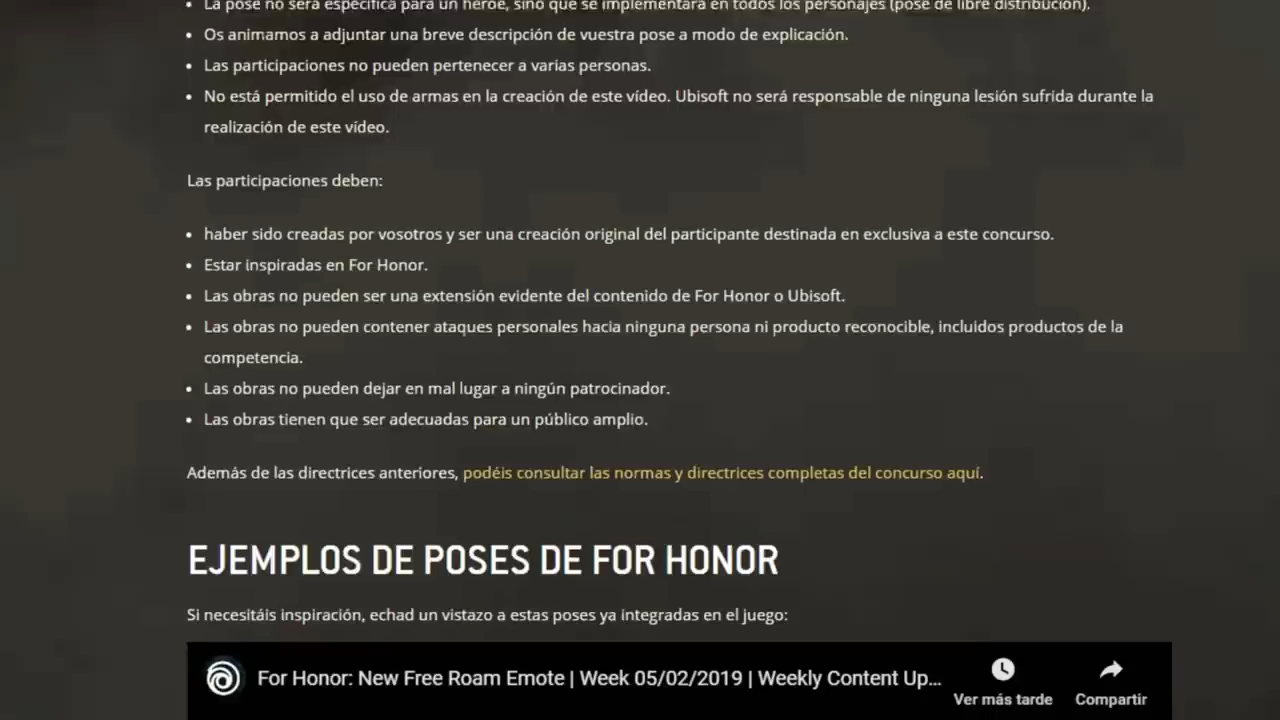 La pose no será específica para un héroe, sino que se implementará en todos los personajes (pose de libre distribución).
Os animamos a adjuntar una breve descripción de vuestra pose a modo de explicación.
Las participaciones no pueden pertenecer a varias personas.
No está permitido el uso de armas en la creación de este vídeo. Ubisoft no será responsable de ninguna lesión sufrida durante la
realización de este vídeo.
Las participaciones deben:
haber sido creadas por vosotros y ser una creación original del participante destinada en exclusiva a este concurso.
Estar inspiradas en For Honor.
Las obras no pueden ser una extensión evidente del contenido de For Honor o Ubisoft.
Las obras no pueden contener ataques personales hacia ninguna persona ni producto reconocible, incluidos productos de la
competencia.
Las obras no pueden dejar en mal lugar a ningún patrocinador.
Las obras tienen que ser adecuadas para un público amplio.
Además de las directrices anteriores, podéis consultar las normas y directrices completas del concurso aquí.
EJEMPLOS DE POSES DE FOR HONOR
Si necesitáis inspiración, echad un vistazo a estas poses ya integradas en el juego:
For Honor: New Free Roam Emote | Week 05/02/2019 | Weekly Content Up...
Ver más tarde
Compartir